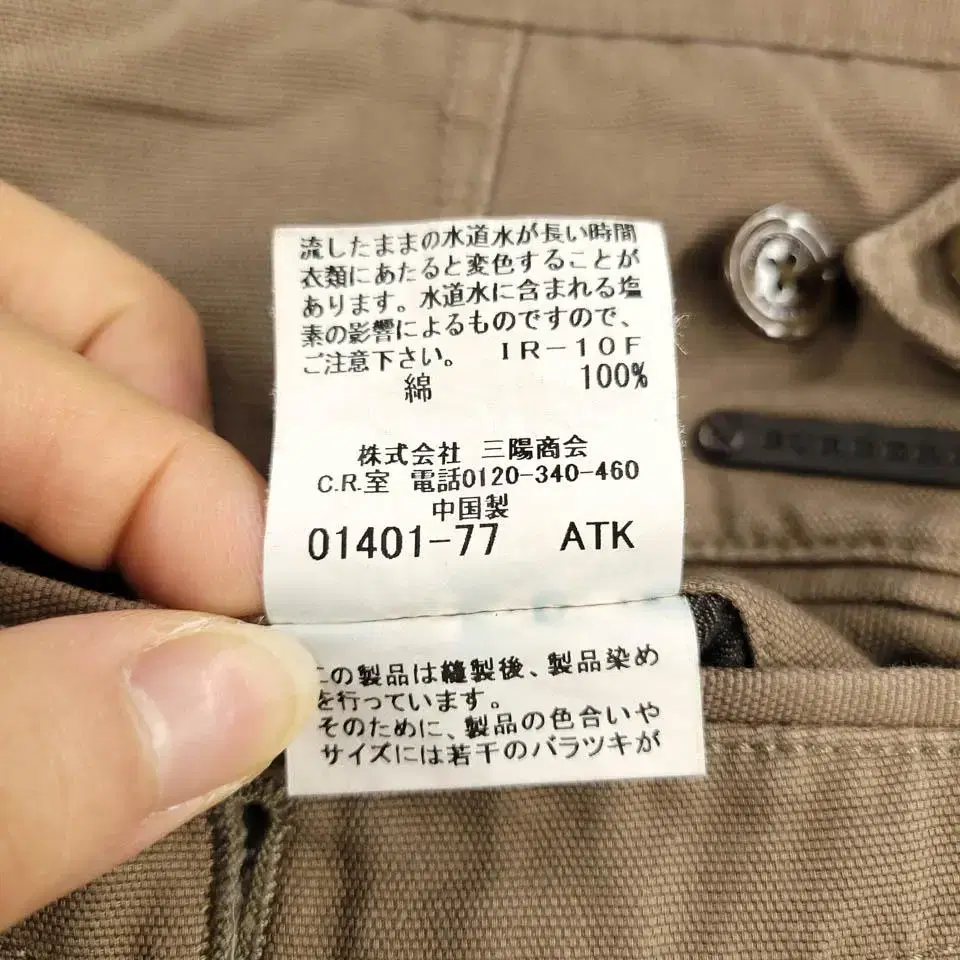 流したままの水道水が長い時間
衣類にあたると変色することが
あります。水道水に含まれる塩
素の影響によるものですので、
ご注意下さい。 IR-10F
綿 100%
株式会社 三陽商会
C.R.室 電話0120-340-460
中国製
01401-77 ATK
この製品は縫製後、製品染め
を行っています。
そのために、製品の色合いや
サイズには若干のバラツキが